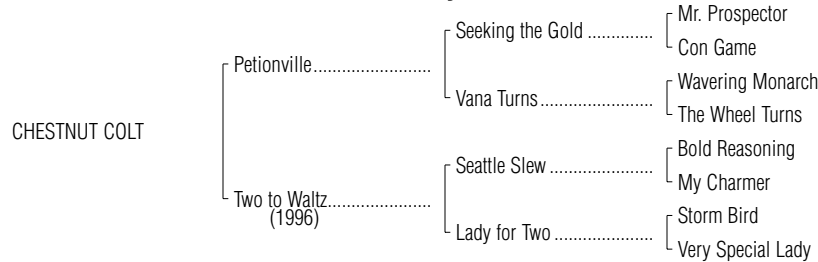 Mr. Prospector
Seeking the Gold ..............
Con Game
Petionville........................
Wavering Monarch
Vana Turns.......................
The Wheel Turns
CHESTNUT COLT
Bold Reasoning
Seattle Slew .....................
My Charmer
Two to Waltz.....................
(1996)
Storm Bird
Lady for Two ....................
Very Special Lady